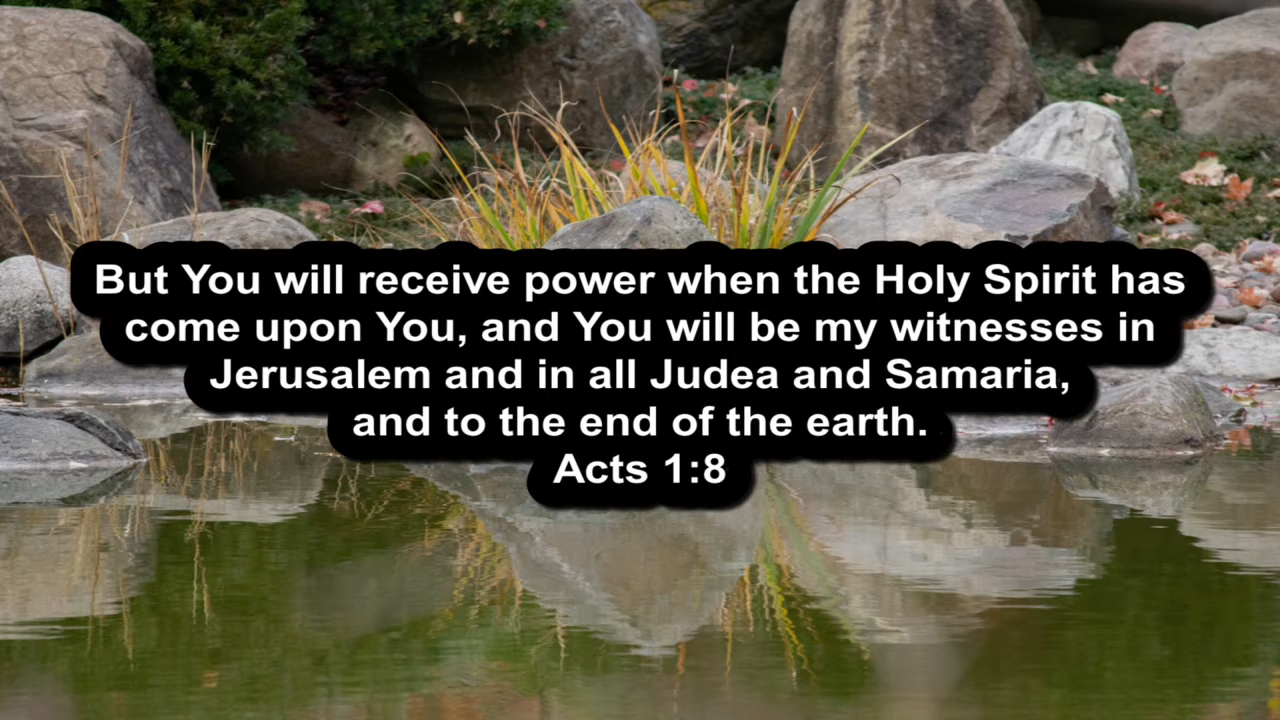 But You will receive power when the Holy Spirit has
come upon You, and You will be my witnesses in
Jerusalem and in all Judea and Samaria,
and to the end of the earth.
Acts 1:8